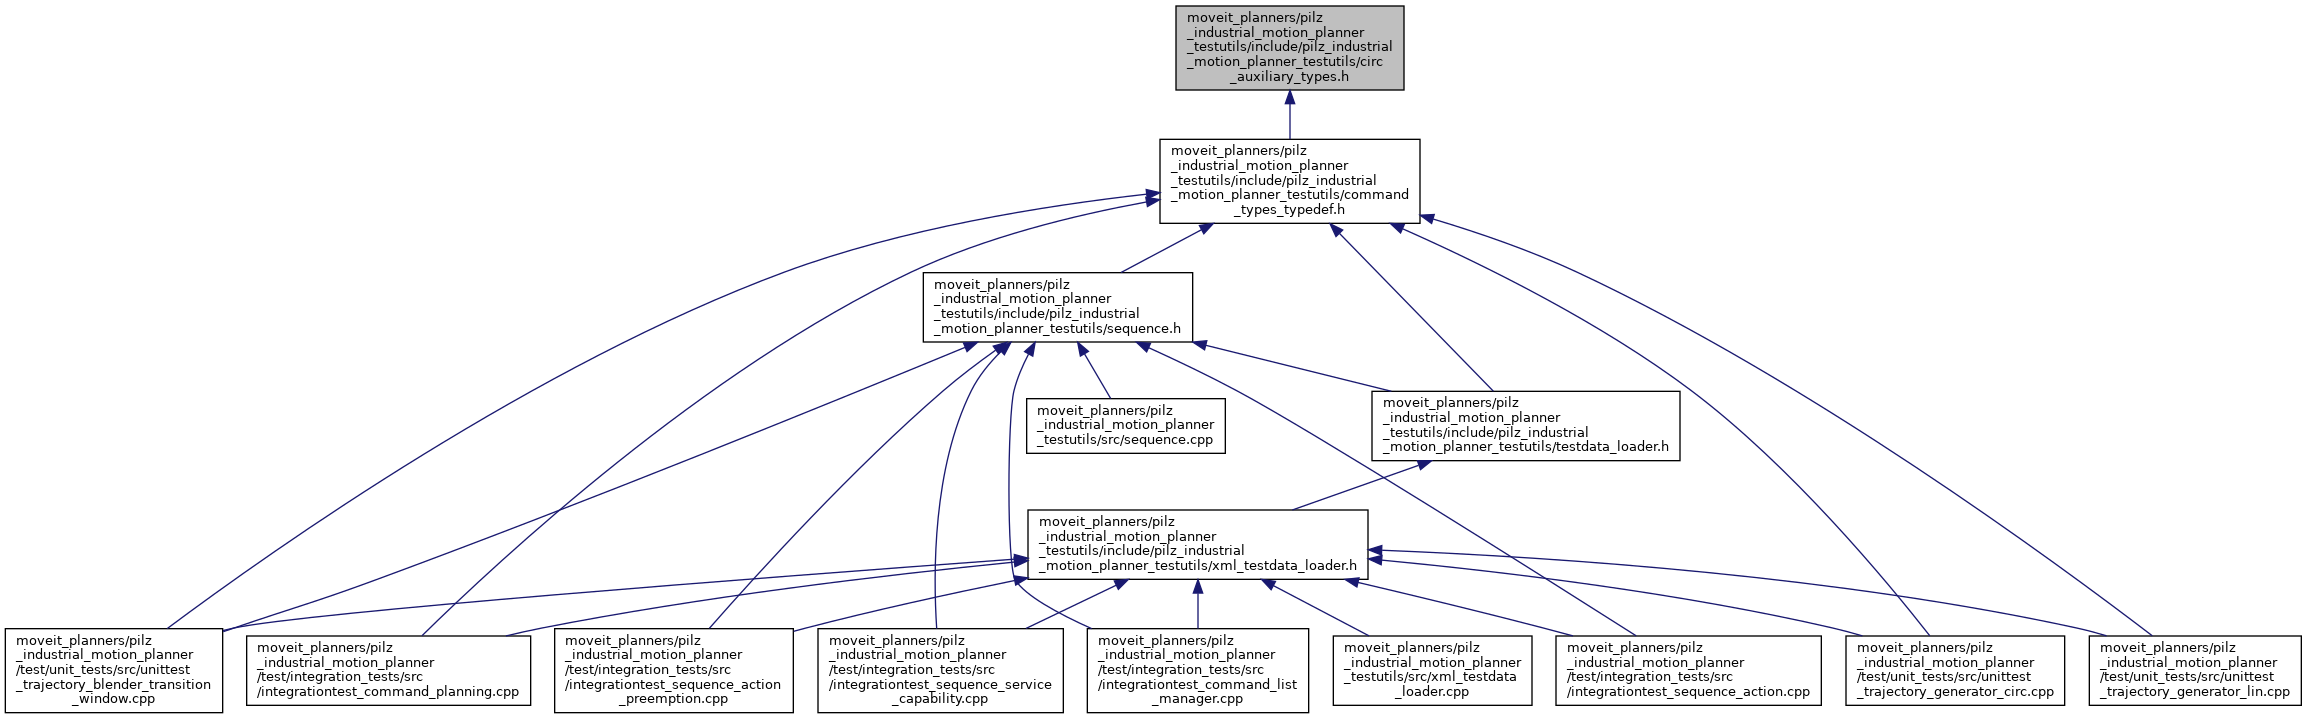 moveit_planners/pilz
_industrial_motion_planner
_testutils/include/pilz_industrial
_motion_planner_testutils/circ
_auxiliary_types.h
moveit_planners/pilz
_industrial_motion_planner
_testutils/include/pilz_industrial
_motion_planner_testutils/command
_types_typedef.h
moveit_planners/pilz
_industrial_motion_planner
_testutils/include/pilz_industrial
_motion_planner_testutils/sequence.h
moveit_planners/pilz
_industrial_motion_planner
_testutils/src/sequence.cpp
moveit_planners/pilz
_industrial_motion_planner
_testutils/include/pilz_industrial
_motion_planner_testutils/testdata_loader.h
moveit_planners/pilz
_industrial_motion_planner
_testutils/include/pilz_industrial
_motion_planner_testutils/xml_testdata_loader.h
moveit_planners/pilz
_industrial_motion_planner
/test/unit_tests/src/unittest
_trajectory_blender_transition
_window.cpp
moveit_planners/pilz
_industrial_motion_planner
/test/integration_tests/src
/integrationtest_command_planning.cpp
moveit_planners/pilz
_industrial_motion_planner
/test/integration_tests/src
/integrationtest_sequence_action
_preemption.cpp
moveit_planners/pilz
_industrial_motion_planner
/test/integration_tests/src
/integrationtest_sequence_service
_capability.cpp
moveit_planners/pilz
_industrial_motion_planner
/test/integration_tests/src
/integrationtest_command_list
_manager.cpp
moveit_planners/pilz
_industrial_motion_planner
_testutils/src/xml_testdata
_loader.cpp
moveit_planners/pilz
_industrial_motion_planner
/test/integration_tests/src
/integrationtest_sequence_action.cpp
moveit_planners/pilz
_industrial_motion_planner
/test/unit_tests/src/unittest
_trajectory_generator_circ.cpp
moveit_planners/pilz
_industrial_motion_planner
/test/unit_tests/src/unittest
_trajectory_generator_lin.cpp